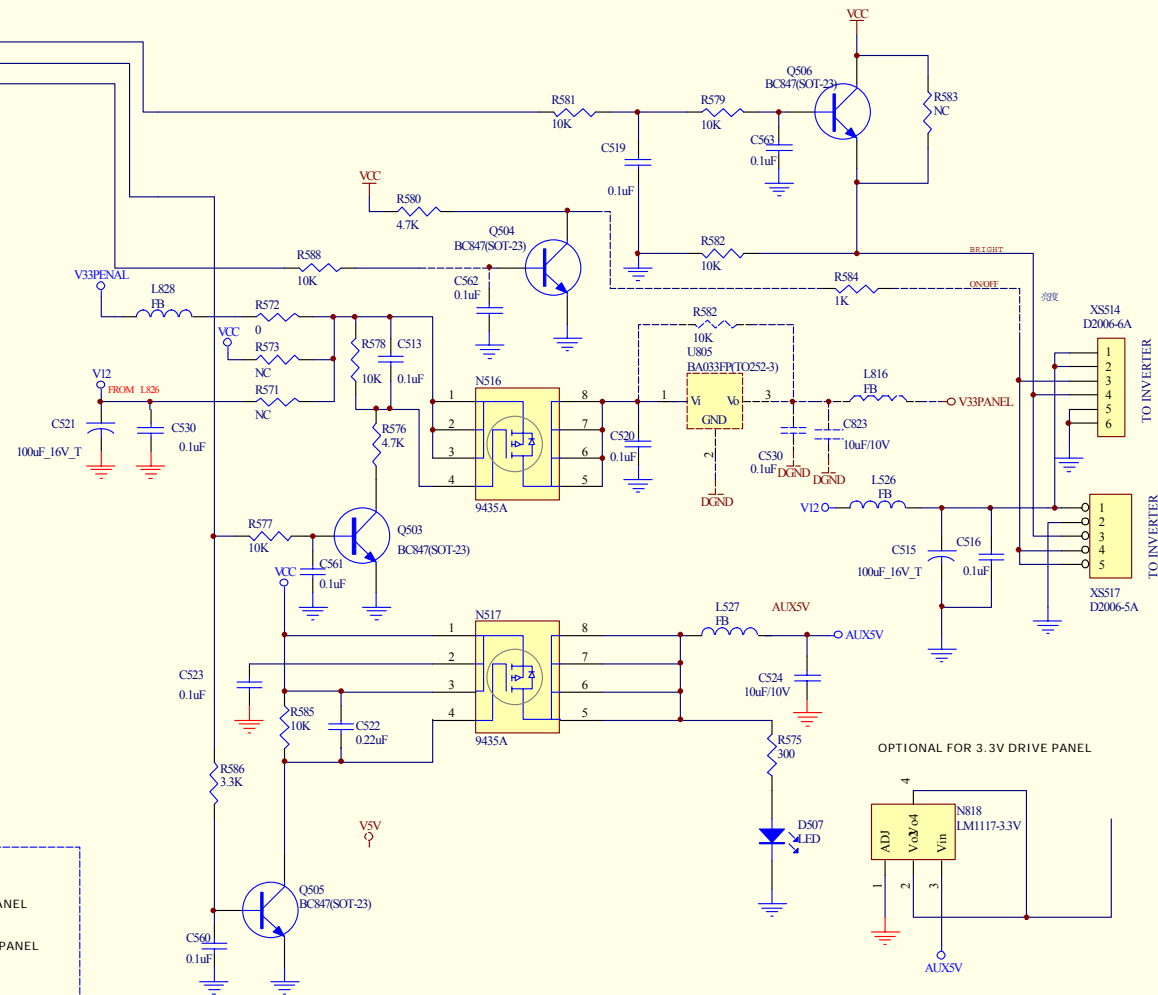 VCC
Q506
BC847(SOT-23)
R583
NC
R581
10K
R579
10K
C519
0.1uF
C563
0.1uF
VCC
R580
4.7K
Q504
BC847(SOT-23)
R582
10K
BRIGHT
R588
10K
C562
0.1uF
R584
1K
ON/OFF
亮度
V33PENAL
L828
FB
R572
0
VCC
R573
NC
R578
10K
C513
0.1uF
V12
FROM L826
R571
NC
C521
100uF_16V_T
C530
0.1uF
R576
4.7K
N516
1
2
3
4
8
7
6
5
9435A
C520
0.1uF
R582
10K
U805
BA033FP(TO252-3)
1
Vi
Vo
3
GND
2
DGND
C530
0.1uF
DGND
C823
10uF/10V
DGND
L816
FB
V33PANEL
XS514
D2006-6A
1
2
3
4
5
6
TO INVERTER
V12
L526
FB
C515
100uF_16V_T
C516
0.1uF
1
2
3
4
5
XS517
D2006-5A
TO INVERTER
R577
10K
Q503
BC847(SOT-23)
C561
0.1uF
VCC
N517
1
2
3
4
8
7
6
5
9435A
L527
FB
AUX5V
AUX5V
C524
10uF/10V
C523
0.1uF
R585
10K
C522
0.22uF
R586
3.3K
R575
300
D507
LED
V5V
Q505
BC847(SOT-23)
C560
0.1uF
OPTIONAL FOR 3.3V DRIVE PANEL
4
N818
LM1117-3.3V
ADJ
Vo4
Vin
1
2
3
AUX5V
ANEL
PANEL